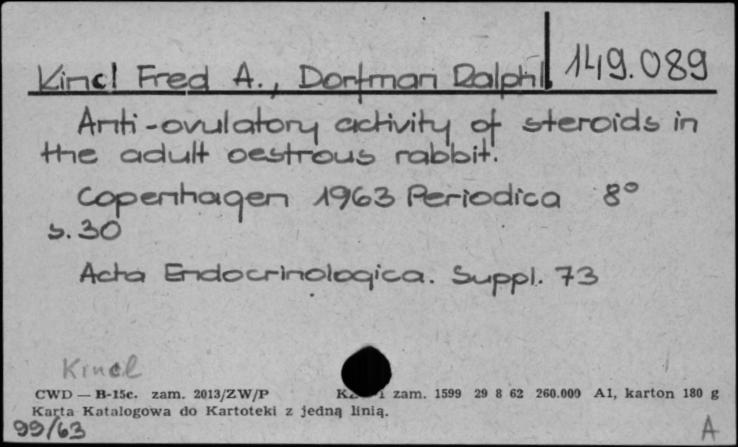 Kincl Fred A., Dorfman Ralph I. 149.089
Anti-ovulatory activity of steroids in
the adult oestrous rabbit.
Copenhagen 1963 Periodica 8°
s. 30
Acta Endocrinologica. Suppl. 73
Kincl
CWD — B-15c. zam. 2013/ZW/P zam. 1599 29 8 62 260.000 A1, karton 180 g
Karta Katalogowa do Kartoteki z jedną linią.
99/63 A